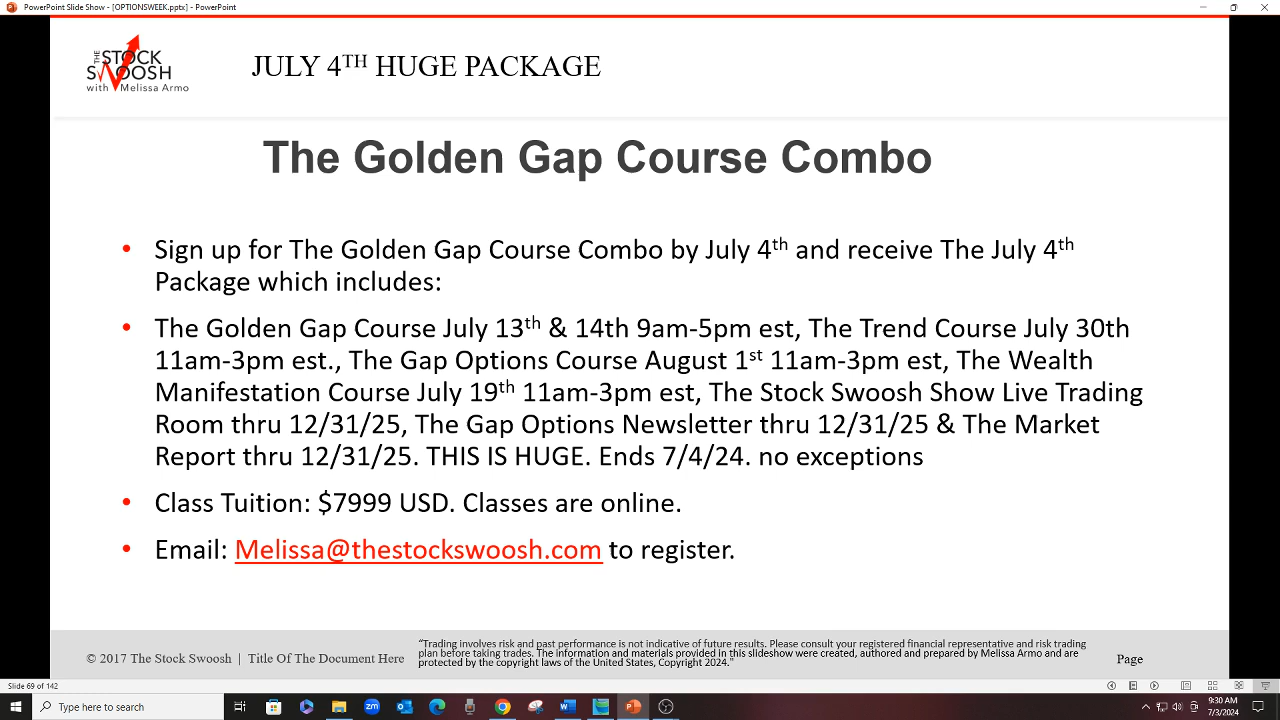 PowerPoint Slide Show - [OPTIONSWEEK.pptx] - PowerPoint
THE
STOCK
SWOOSH
with Melissa Armo
JULY 4TH HUGE PACKAGE
The Golden Gap Course Combo
• Sign up for The Golden Gap Course Combo by July 4th and receive The July 4th
Package which includes:
• The Golden Gap Course July 13th & 14th 9am-5pm est, The Trend Course July 30th
11am-3pm est., The Gap Options Course August 1st 11am-3pm est, The Wealth
Manifestation Course July 19th 11am-3pm est, The Stock Swoosh Show Live Trading
Room thru 12/31/25, The Gap Options Newsletter thru 12/31/25 & The Market
Report thru 12/31/25. THIS IS HUGE. Ends 7/4/24. no exceptions
• Class Tuition: $7999 USD. Classes are online.
• Email: Melissa@thestockswoosh.com to register.
© 2017 The Stock Swoosh | Title Of The Document Here
"Trading involves risk and past performance is not indicative of future results. Please consult your registered financial representative and risk trading
plan before taking trades. The information and materials provided in this slideshow were created, authored and prepared by Melissa Armo and are
protected by the copyright laws of the United States, Copyright 2024."
Page
Slide 69 of 142
Type here to search
9:30 AM
7/3/2024